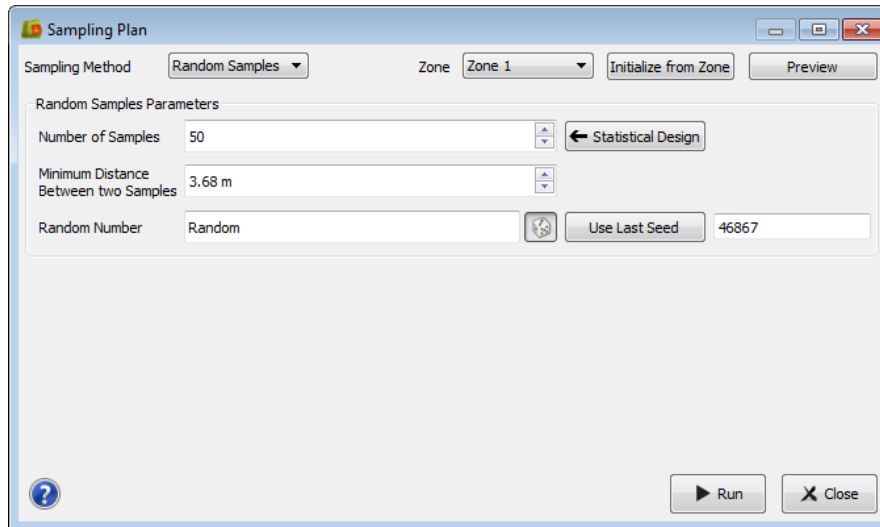 Sampling Plan
Sampling Method Random Samples Zone Zone 1 Initialize from Zone Preview
Random Samples Parameters
Number of Samples 50 Statistical Design
Minimum Distance
Between two Samples 3.68 m
Random Number Random Use Last Seed 46867
? Run X Close